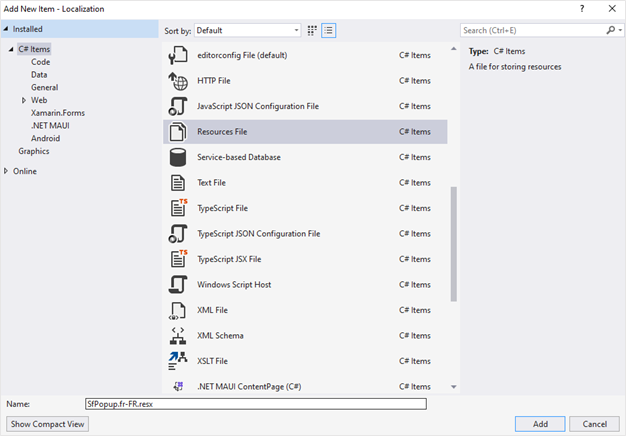 Add New Item - Localization
? 
Installed
Sort by: Default
Search (Ctrl+E)
C# Items
Code
Data
General
Web
Xamarin.Forms
.NET MAUI
Android
Graphics
Online
editorconfig File (default) C# Items
HTTP File C# Items
JavaScript JSON Configuration File C# Items
Resources File C# Items
Service-based Database C# Items
Text File C# Items
TypeScript File C# Items
TypeScript JSON Configuration File C# Items
TypeScript JSX File C# Items
Windows Script Host C# Items
XML File C# Items
XML Schema C# Items
XSLT File C# Items
.NET MAUI ContentPage (C#) C# Items
Type: C# Items
A file for storing resources
Name: SfPopup.fr-FR.resx
Show Compact View
Add Cancel